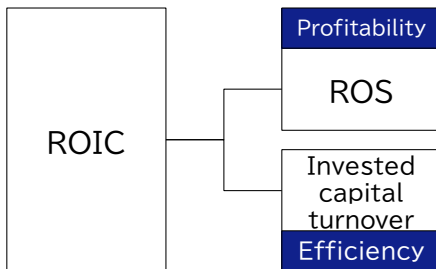 ROIC
Profitability
ROS
Invested
capital
turnover
Efficiency